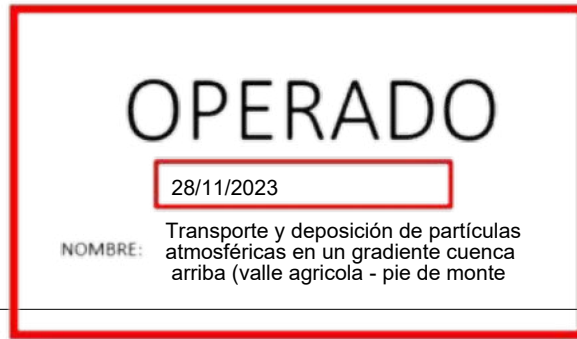 OPERADO
28/11/2023
NOMBRE: Transporte y deposición de partículas
atmosféricas en un gradiente cuenca
arriba (valle agricola - pie de monte